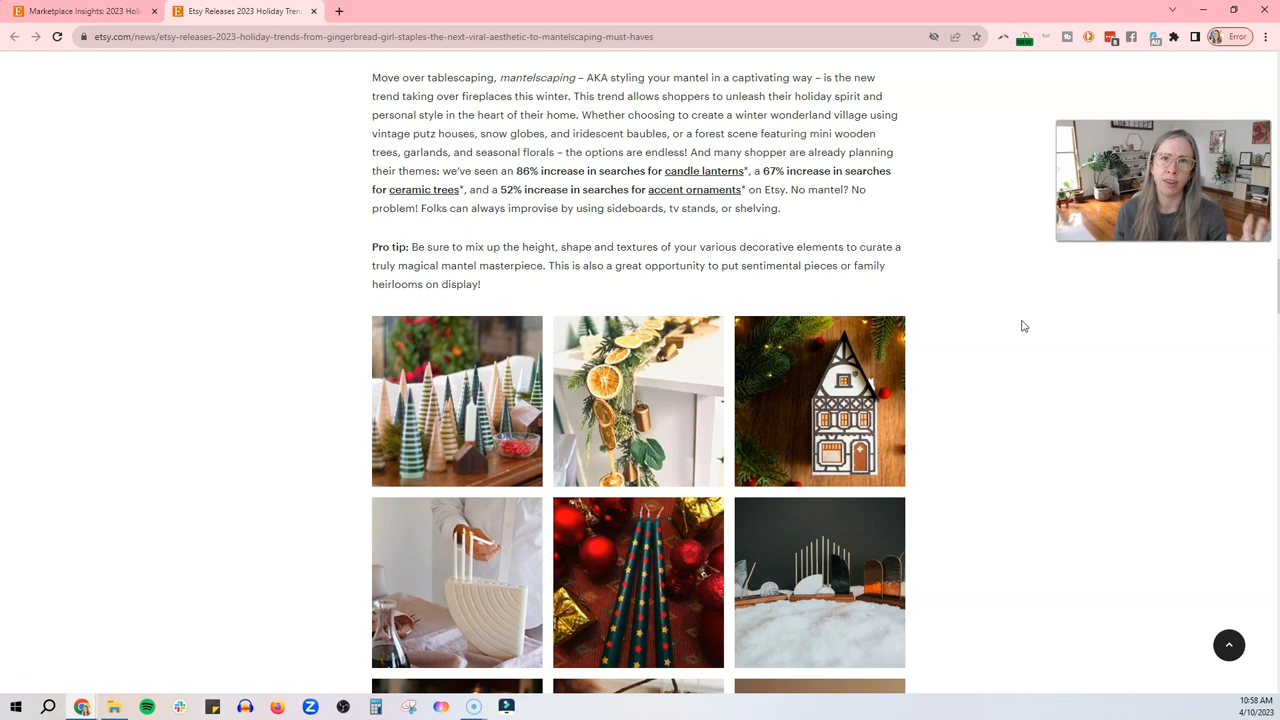 Marketplace Insights: 2023 Holi
Etsy Releases 2023 Holiday Tren
etsy.com/news/etsy-releases-2023-holiday-trends-from-gingerbread-girl-staples-the-next-viral-aesthetic-to-mantelscaping-must-haves
Error
Move over tablescaping, mantelscaping – AKA styling your mantel in a captivating way – is the new
trend taking over fireplaces this winter. This trend allows shoppers to unleash their holiday spirit and
personal style in the heart of their home. Whether choosing to create a winter wonderland village using
vintage putz houses, snow globes, and iridescent baubles, or a forest scene featuring mini wooden
trees, garlands, and seasonal florals – the options are endless! And many shopper are already planning
their themes: we've seen an 86% increase in searches for candle lanterns*, a 67% increase in searches
for ceramic trees*, and a 52% increase in searches for accent ornaments* on Etsy. No mantel? No
problem! Folks can always improvise by using sideboards, tv stands, or shelving.
Pro tip: Be sure to mix up the height, shape and textures of your various decorative elements to curate a
truly magical mantel masterpiece. This is also a great opportunity to put sentimental pieces or family
heirlooms on display!
10:58 AM
4/10/2023